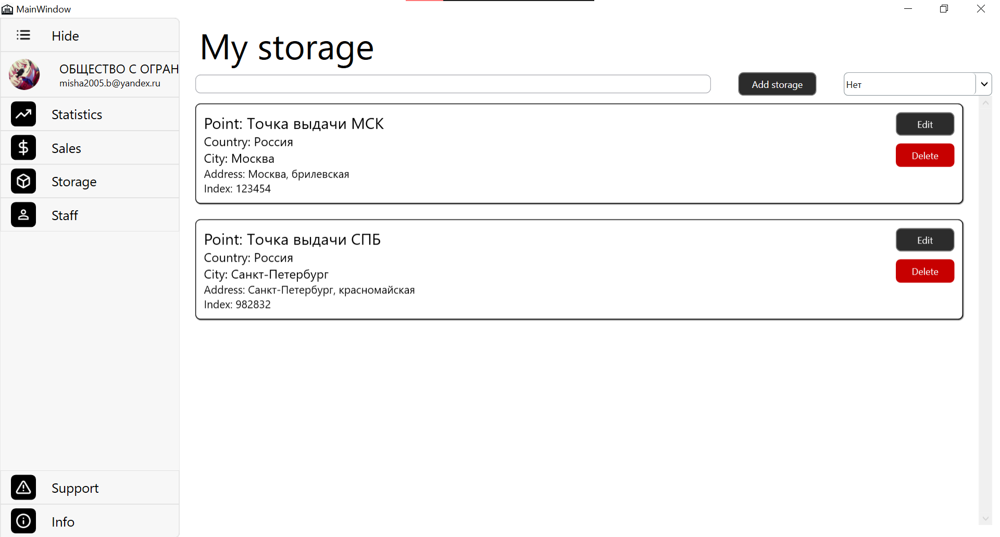 MainWindow
Hide
ОБЩЕСТВО С ОГРАН
misha2005.b@yandex.ru
Statistics
Sales
Storage
Staff
Support
Info
My storage
Add storage
Нет
Point: Точка выдачи МСК
Country: Россия
City: Москва
Address: Москва, брилевская
Index: 123454
Edit
Delete
Point: Точка выдачи СПБ
Country: Россия
City: Санкт-Петербург
Address: Санкт-Петербург, красномайская
Index: 982832
Edit
Delete